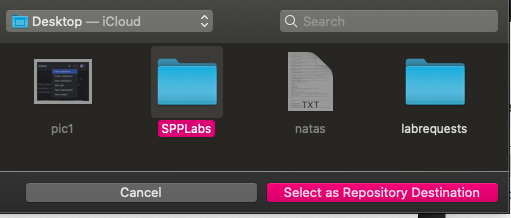 Desktop — iCloud
Search
TXT
pic1
SPPLabs
natas
labrequests
Cancel
Select as Repository Destination